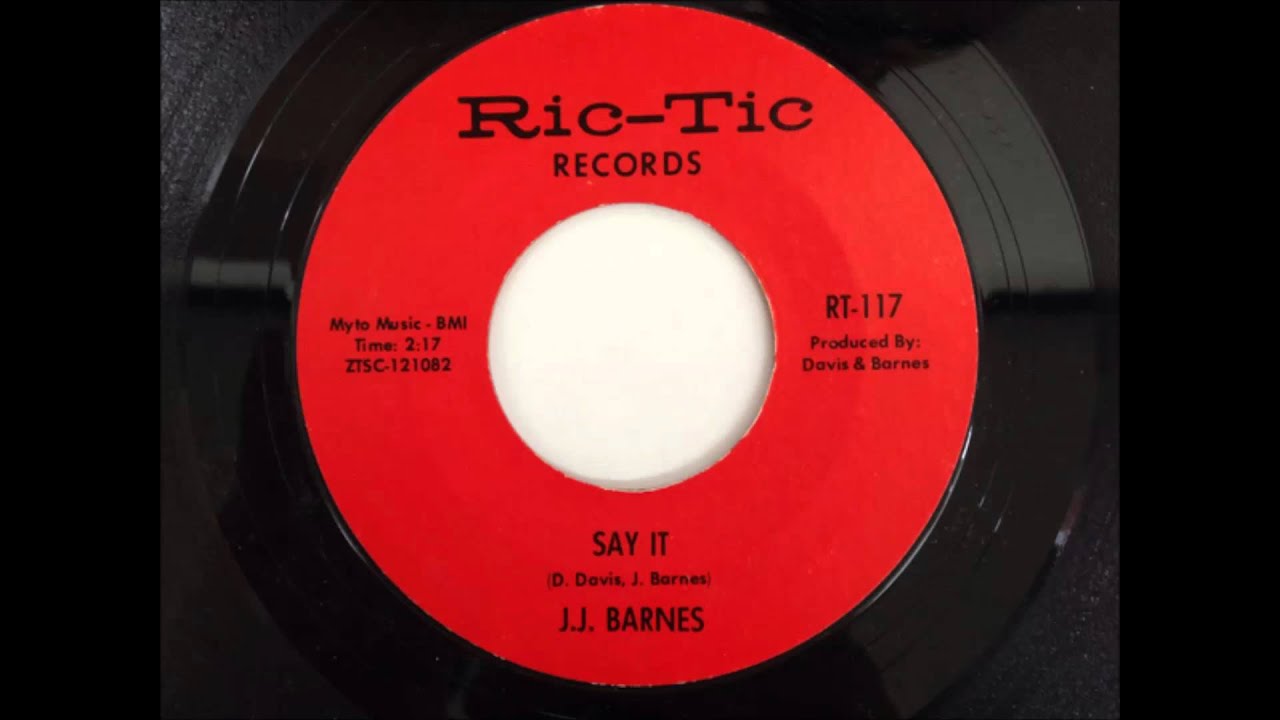 Ric-Tic
RECORDS
Myto Music - BMI
Time: 2:17
ZTSC-121082
RT-117
Produced By:
Davis & Barnes
SAY IT
(D. Davis, J. Barnes)
J.J. BARNES